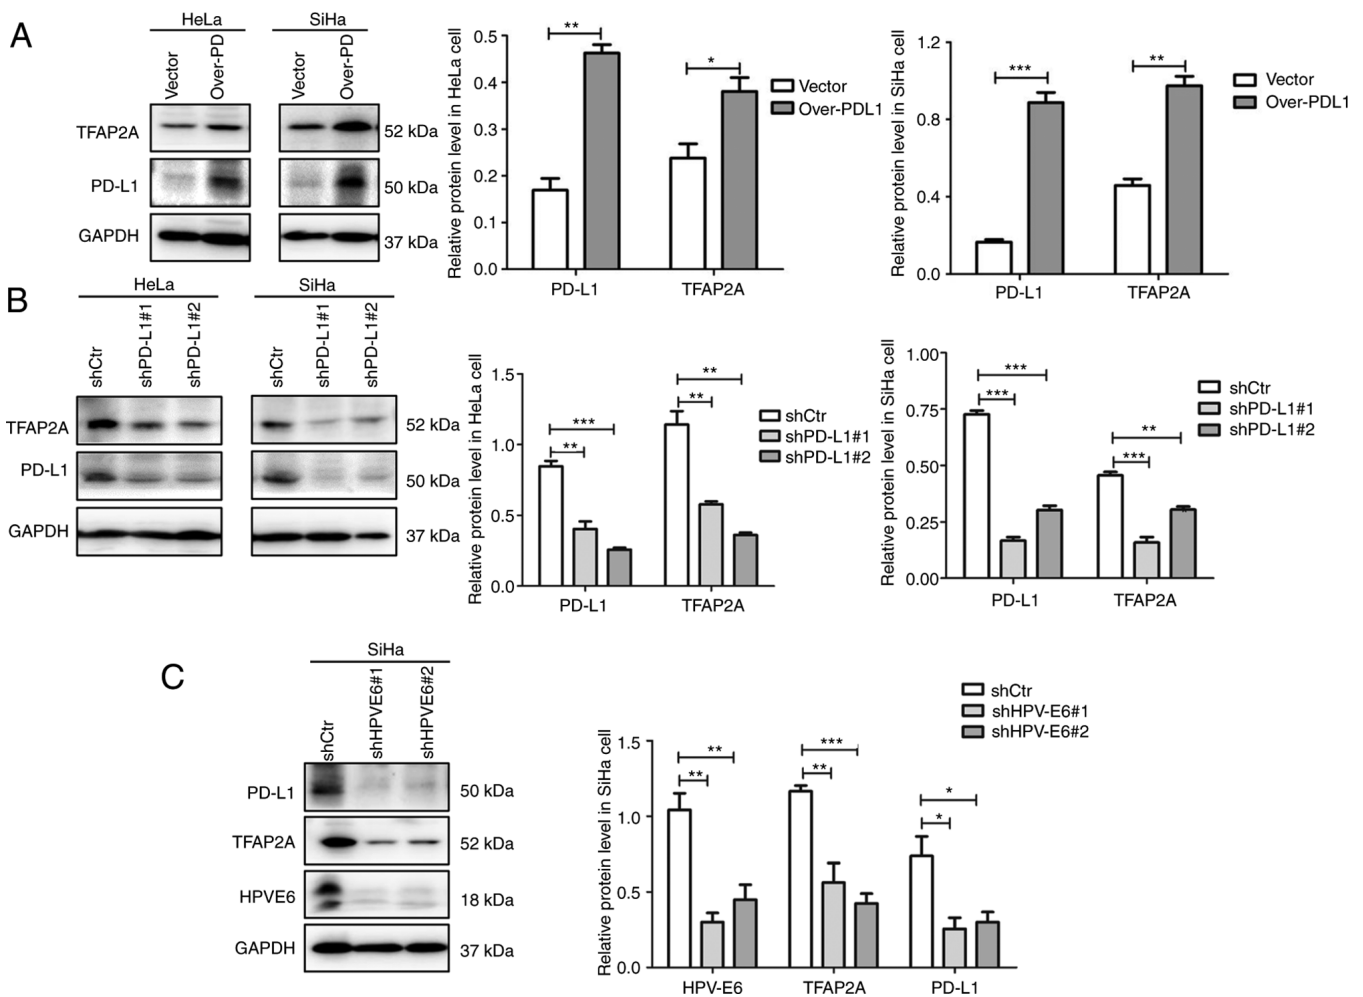 A
HeLa SiHa
Vector Over-PD Vector Over-PD
TFAP2A 52 kDa
PD-L1 50 kDa
GAPDH 37 kDa
Relative protein level in HeLa cell
0.5
0.4
0.3
0.2
0.1
0.0
** *
PD-L1 TFAP2A
Vector
Over-PDL1
Relative protein level in SiHa cell
1.2
0.8
0.4
0.0
*** **
PD-L1 TFAP2A
Vector
Over-PDL1
B
HeLa SiHa
shCtr shPD-L1#1 shPD-L1#2 shCtr shPD-L1#1 shPD-L1#2
TFAP2A 52 kDa
PD-L1 50 kDa
GAPDH 37 kDa
Relative protein level in HeLa cell
1.5
1.0
0.5
0.0
*** **
** **
PD-L1 TFAP2A
shCtr
shPD-L1#1
shPD-L1#2
Relative protein level in SiHa cell
1.00
0.75
0.50
0.25
0.00
*** **
*** ***
PD-L1 TFAP2A
shCtr
shPD-L1#1
shPD-L1#2
C
SiHa
shCtr shHPVE6#1 shHPVE6#2
PD-L1 50 kDa
TFAP2A 52 kDa
HPVE6 18 kDa
GAPDH 37 kDa
Relative protein level in SiHa cell
1.5
1.0
0.5
0.0
** *** *
** ** *
HPV-E6 TFAP2A PD-L1
shCtr
shHPV-E6#1
shHPV-E6#2